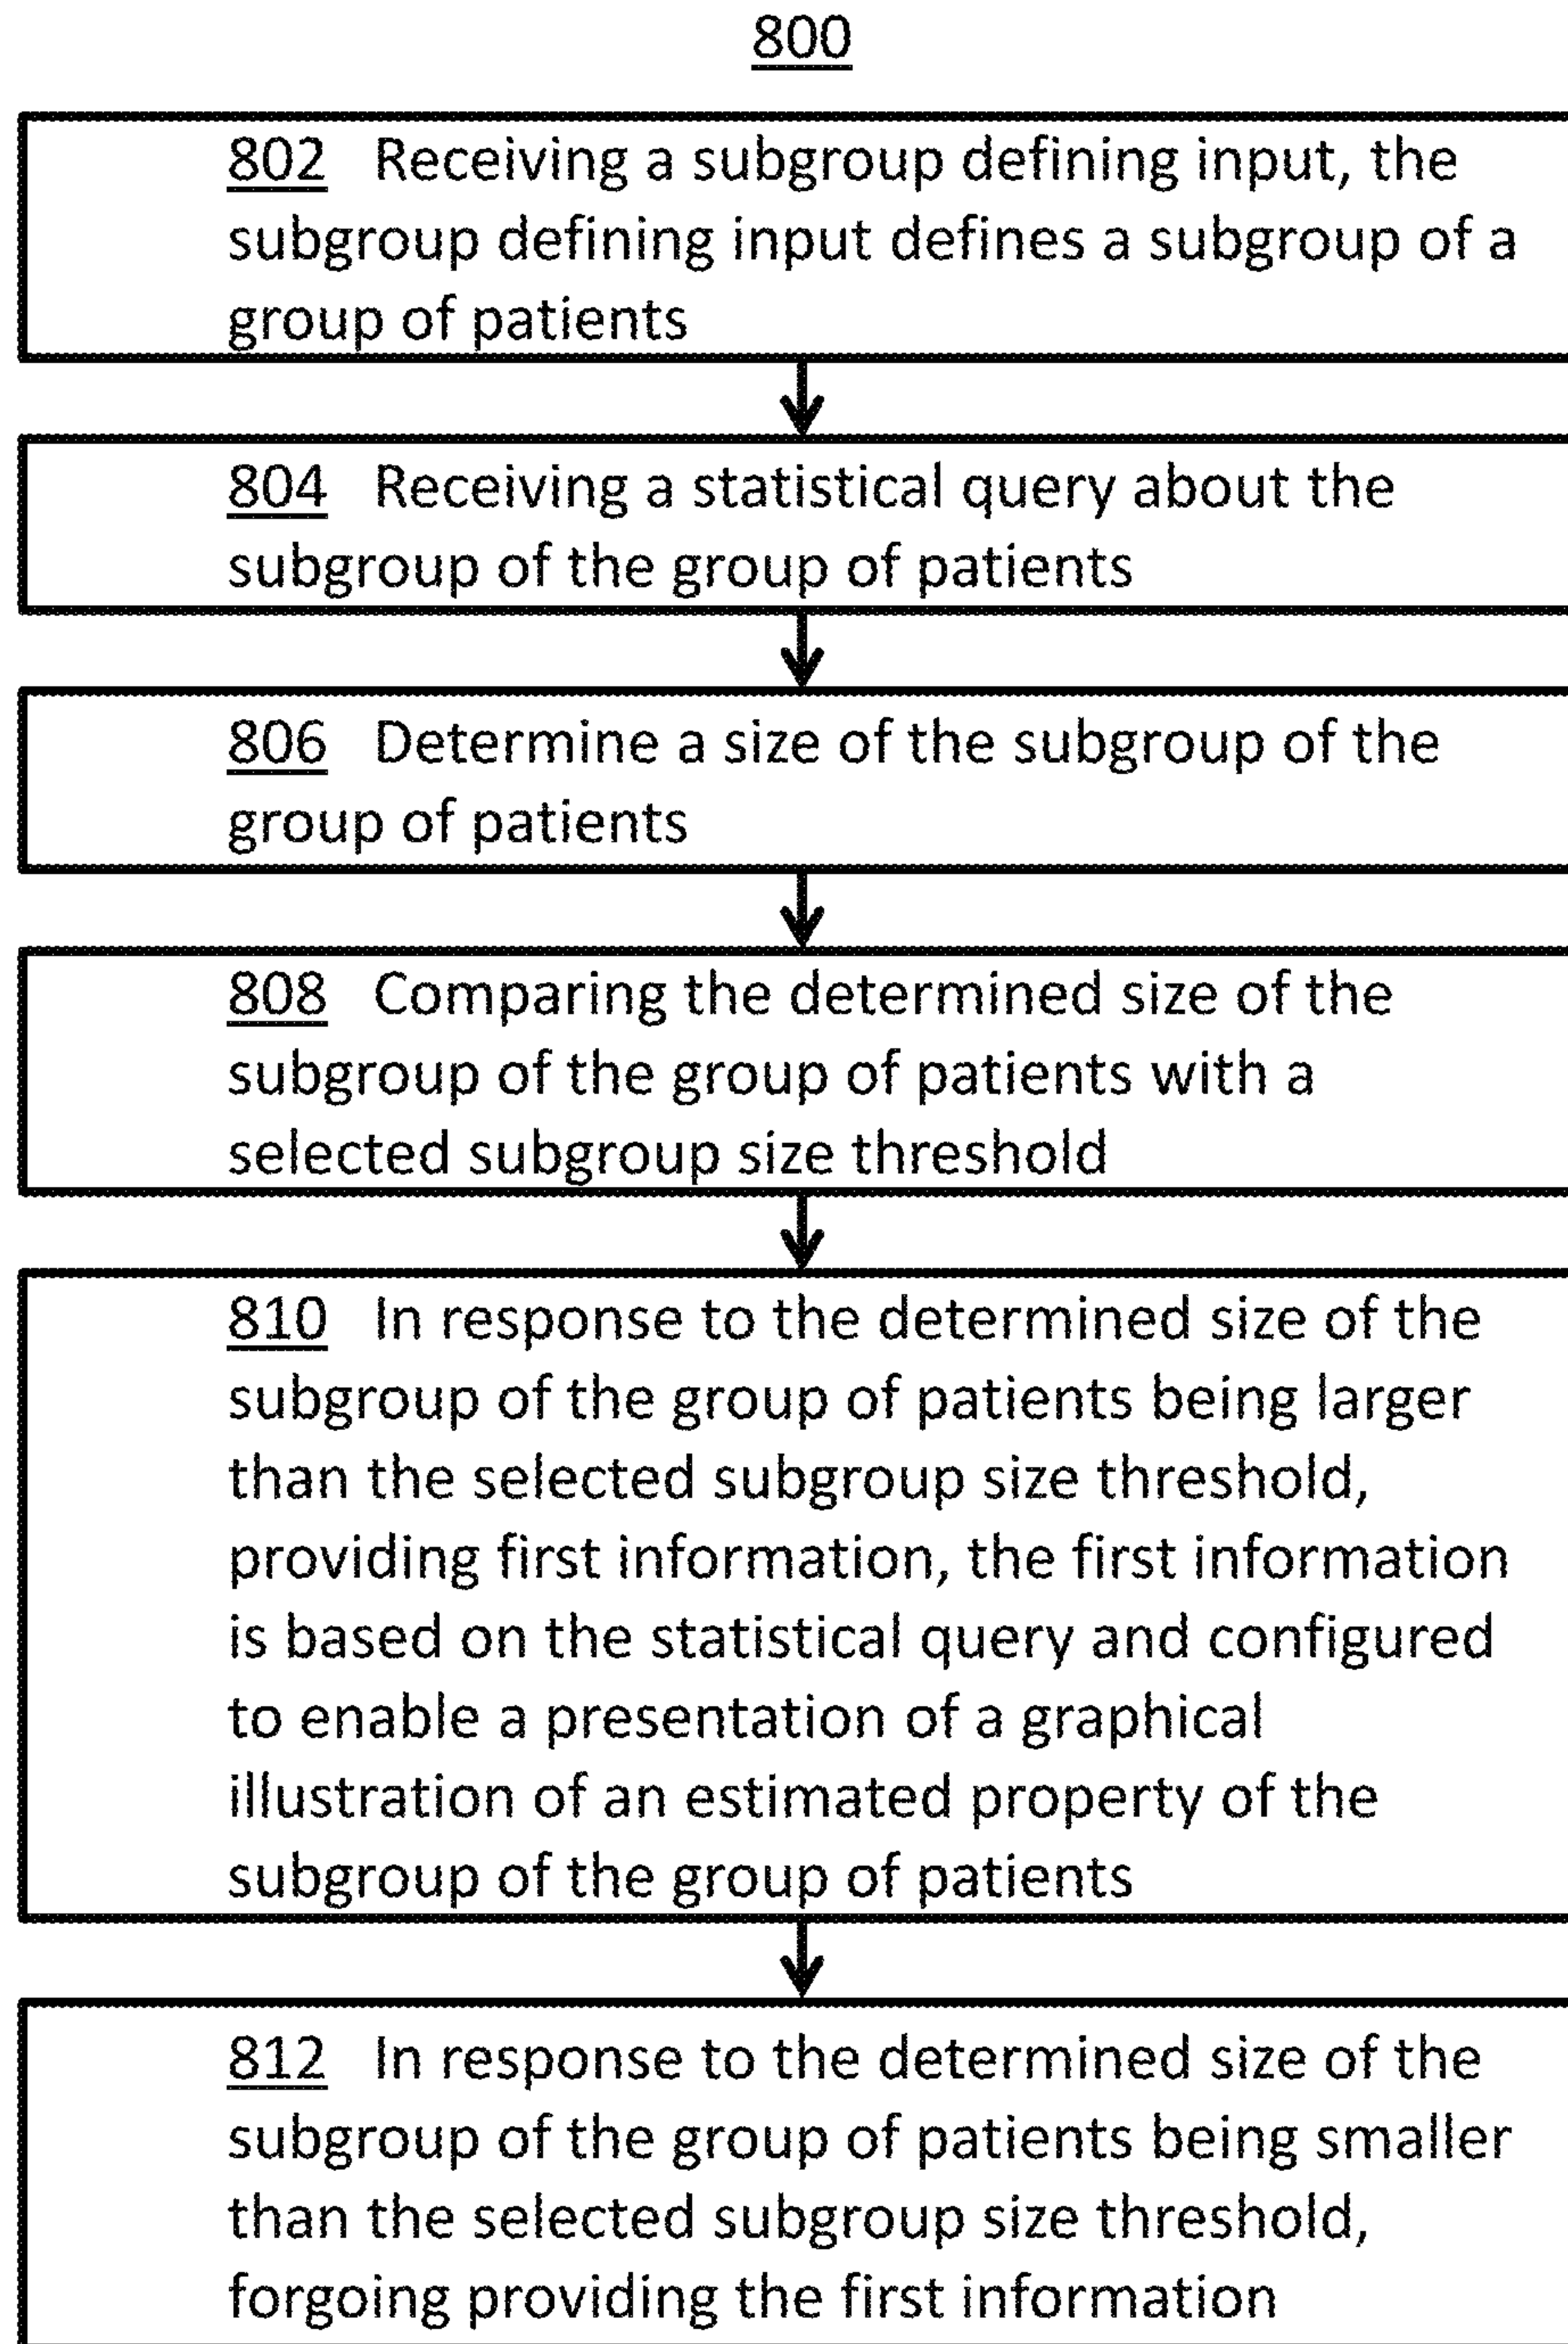 800
802 Receiving a subgroup defining input, the
subgroup defining input defines a subgroup of a
group of patients
804 Receiving a statistical query about the
subgroup of the group of patients
806 Determine a size of the subgroup of the
group of patients
808 Comparing the determined size of the
subgroup of the group of patients with a
selected subgroup size threshold
810 In response to the determined size of the
subgroup of the group of patients being larger
than the selected subgroup size threshold,
providing first information, the first information
is based on the statistical query and configured
to enable a presentation of a graphical
illustration of an estimated property of the
subgroup of the group of patients
812 In response to the determined size of the
subgroup of the group of patients being smaller
than the selected subgroup size threshold,
forgoing providing the first information